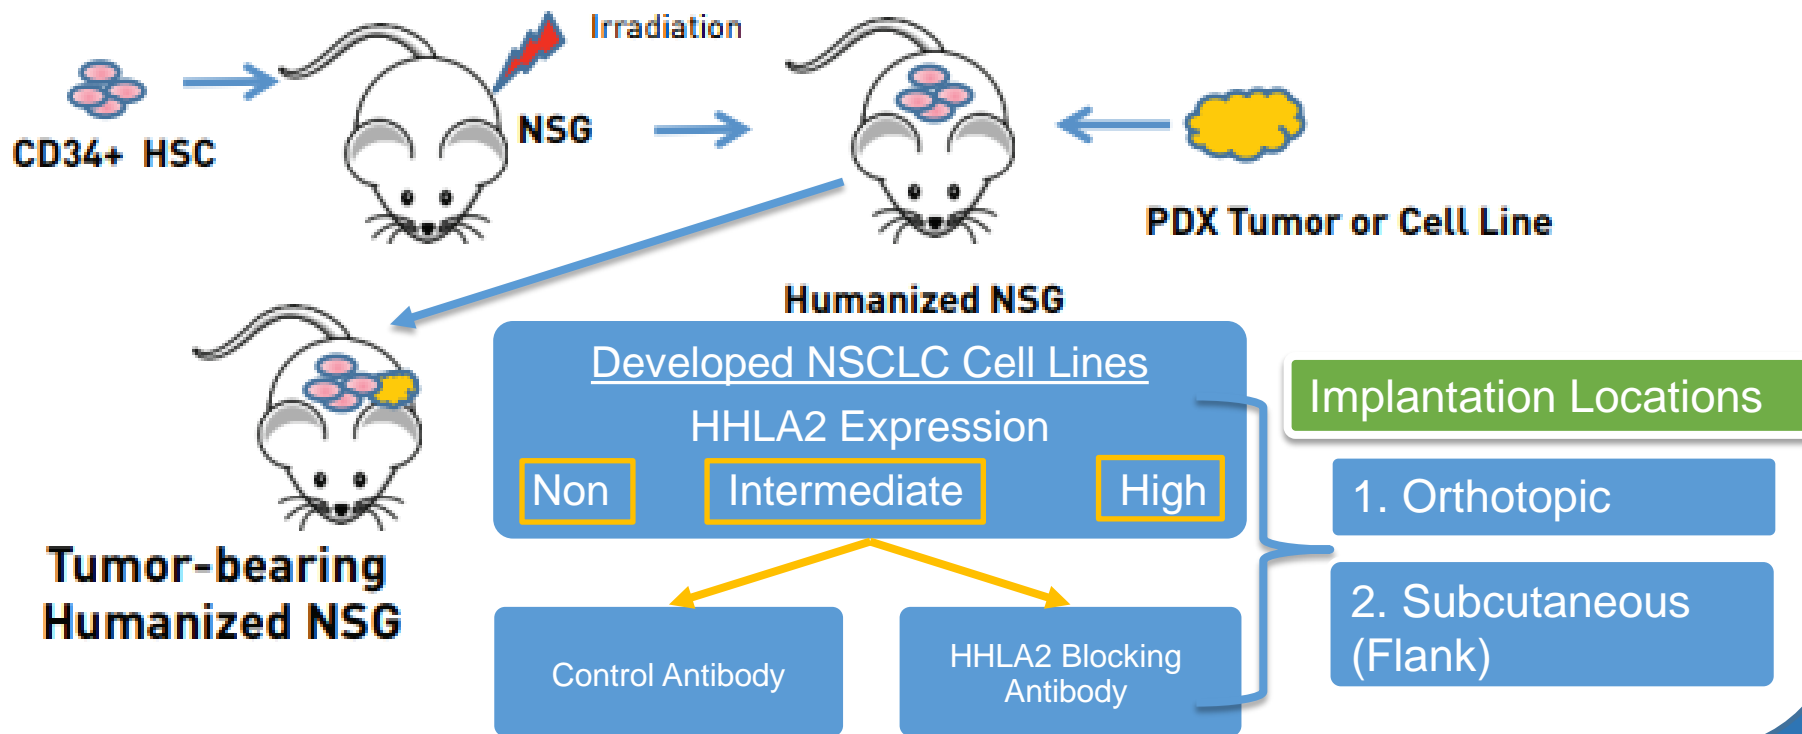 Irradiation
CD34+ HSC
NSG
PDX Tumor or Cell Line
Humanized NSG
Tumor-bearing
Humanized NSG
Developed NSCLC Cell Lines
HHLA2 Expression
Non
Intermediate
High
Control Antibody
HHLA2 Blocking
Antibody
Implantation Locations
1. Orthotopic
2. Subcutaneous
(Flank)